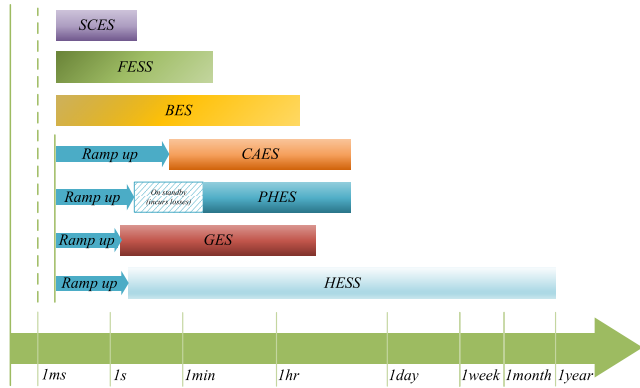 SCES
FESS
BES
Ramp up CAES
Ramp up On standby
(incurs losses) PHES
Ramp up GES
Ramp up HESS
1ms 1s 1min 1hr 1day 1week 1month 1year